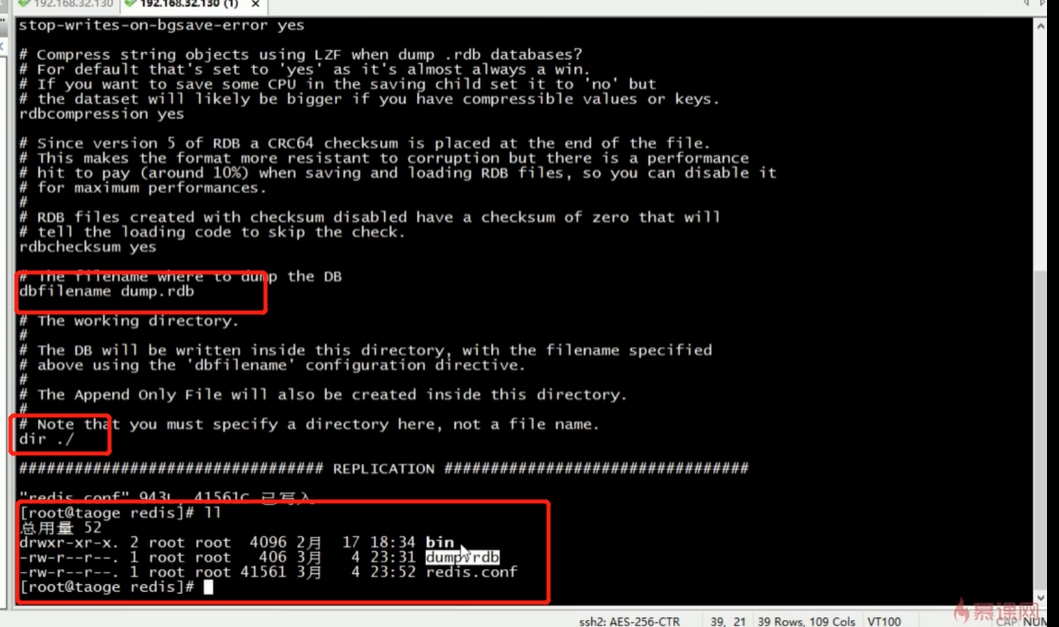 192.168.32.130
192.168.32.130 (1) ×
stop-writes-on-bgsave-error yes
# Compress string objects using LZF when dump .rdb databases?
# For default that's set to 'yes' as it's almost always a win.
# If you want to save some CPU in the saving child set it to 'no' but
# the dataset will likely be bigger if you have compressible values or keys.
rdbcompression yes
# Since version 5 of RDB a CRC64 checksum is placed at the end of the file.
# This makes the format more resistant to corruption but there is a performance
# hit to pay (around 10%) when saving and loading RDB files, so you can disable it
# for maximum performances.
#
# RDB files created with checksum disabled have a checksum of zero that will
# tell the loading code to skip the check.
rdbchecksum yes
# The filename where to dump the DB
dbfilename dump.rdb
# The working directory.
#
# The DB will be written inside this directory, with the filename specified
# above using the 'dbfilename' configuration directive.
#
# The Append Only File will also be created inside this directory.
#
# Note that you must specify a directory here, not a file name.
dir ./
################################# REPLICATION #################################
"redis.conf" 943L, 41561C 已写入
[root@taoge redis]# ll
总用量 52
drwxr-xr-x. 2 root root 4096 2月 17 18:34 bin
-rw-r--r--. 1 root root 406 3月 4 23:31 dump.rdb
-rw-r--r--. 1 root root 41561 3月 4 23:52 redis.conf
[root@taoge redis]#
慕课网
ssh2: AES-256-CTR 39, 21 39 Rows, 109 Cols VT100 CAP NUM